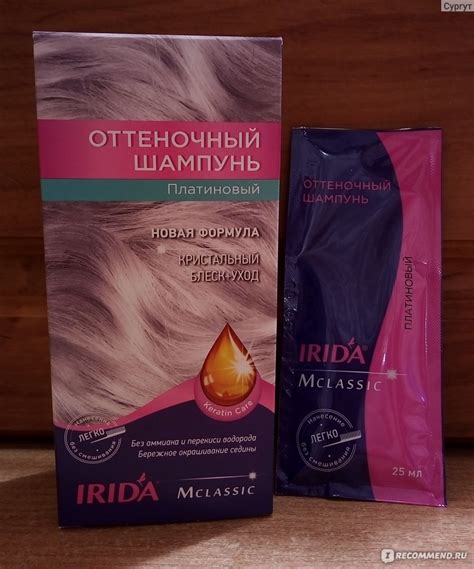 Сургут
ОТТЕНОЧНЫЙ
ШАМПУНЬ
Платиновый
НОВАЯ ФОРМУЛА
КРИСТАЛЬНЫЙ
БЛЕСК+УХОД
Keratin Care
Нанесение
ЛЕГКО
без смешивания
Без аммиака и перекиси водорода
Бережное окрашивание седины
IRIDA MCLASSIC
ОТТЕНОЧНЫЙ
ШАМПУНЬ
ПЛАТИНОВЫЙ
IRIDA
MCLASSIC
Нанесение
ЛЕГКО
без смешивания
25 мл
IRECOMMEND.RU